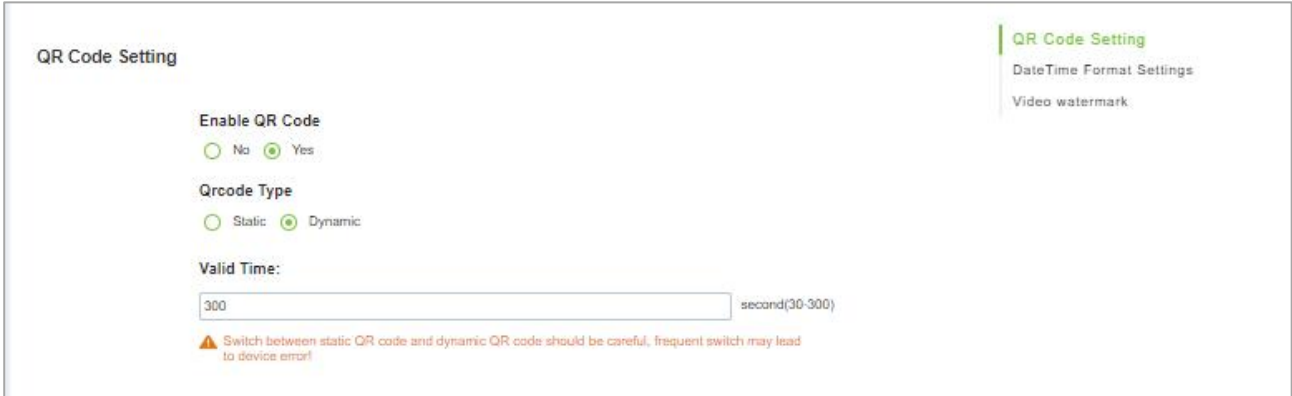 QR Code Setting
Enable QR Code
No Yes
Qrcode Type
Static Dynamic
Valid Time:
300 second(30-300)
Switch between static QR code and dynamic QR code should be careful, frequent switch may lead
to device error!
QR Code Setting
DateTime Format Settings
Video watermark